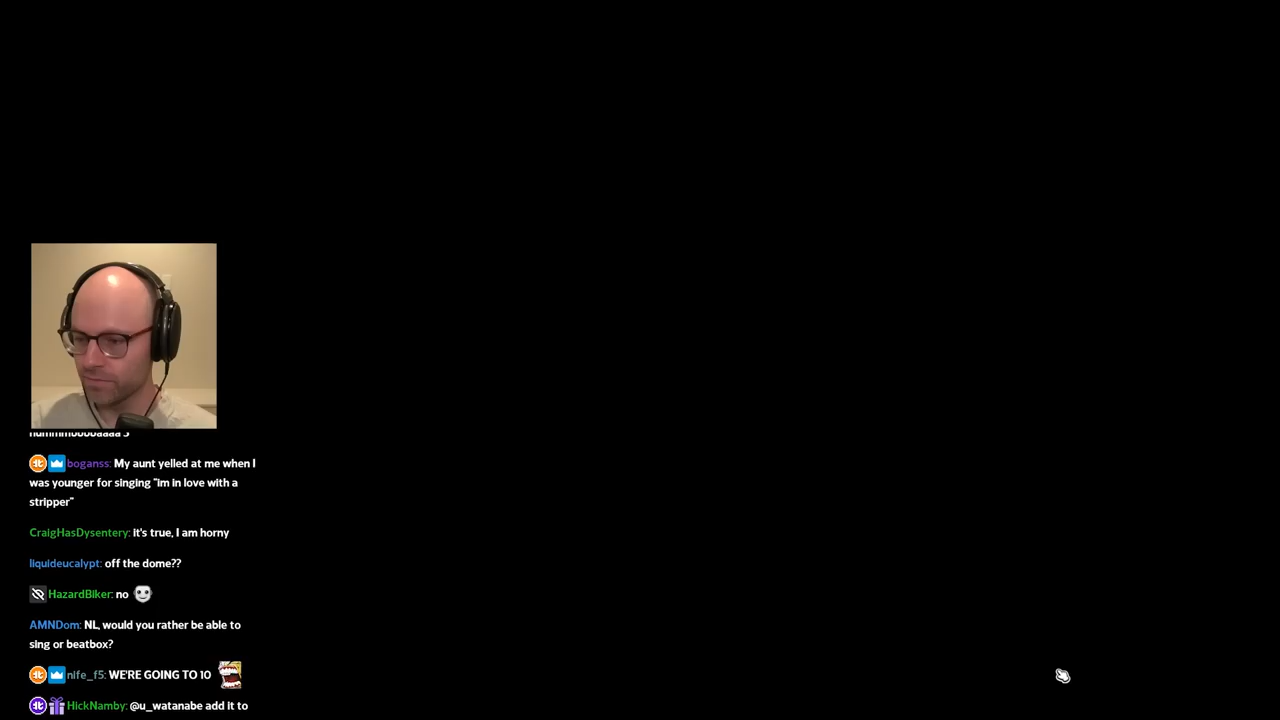 boganss: My aunt yelled at me when I
was younger for singing "im in love with a
stripper"
CraigHasDysentery: it's true, I am horny
liquideucalypt: off the dome??
HazardBiker: no
AMNDom: NL, would you rather be able to
sing or beatbox?
nife_f5: WE'RE GOING TO 10
HickNamby: @u_watanabe add it to